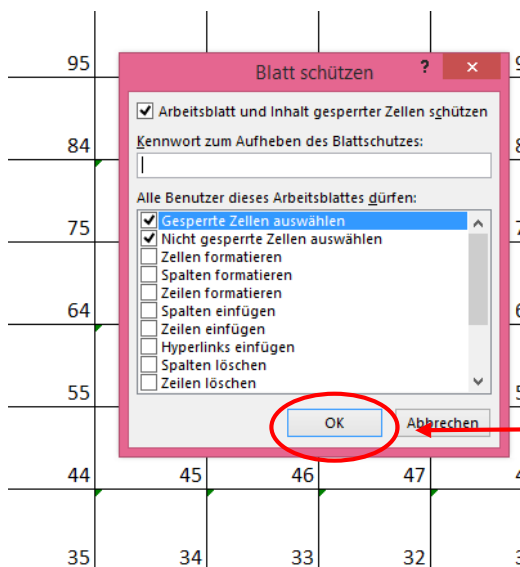 95
Blatt schützen ? ×
Arbeitsblatt und Inhalt gesperrter Zellen schützen
84
Kennwort zum Aufheben des Blattschutzes:
Alle Benutzer dieses Arbeitsblattes dürfen:
Gesperrte Zellen auswählen
75
Nicht gesperrte Zellen auswählen
Zellen formatieren
Spalten formatieren
Zeilen formatieren
64
Spalten einfügen
Zeilen einfügen
Hyperlinks einfügen
Spalten löschen
Zeilen löschen
55
OK Abbrechen
44 45 46 47
35 34 33 32